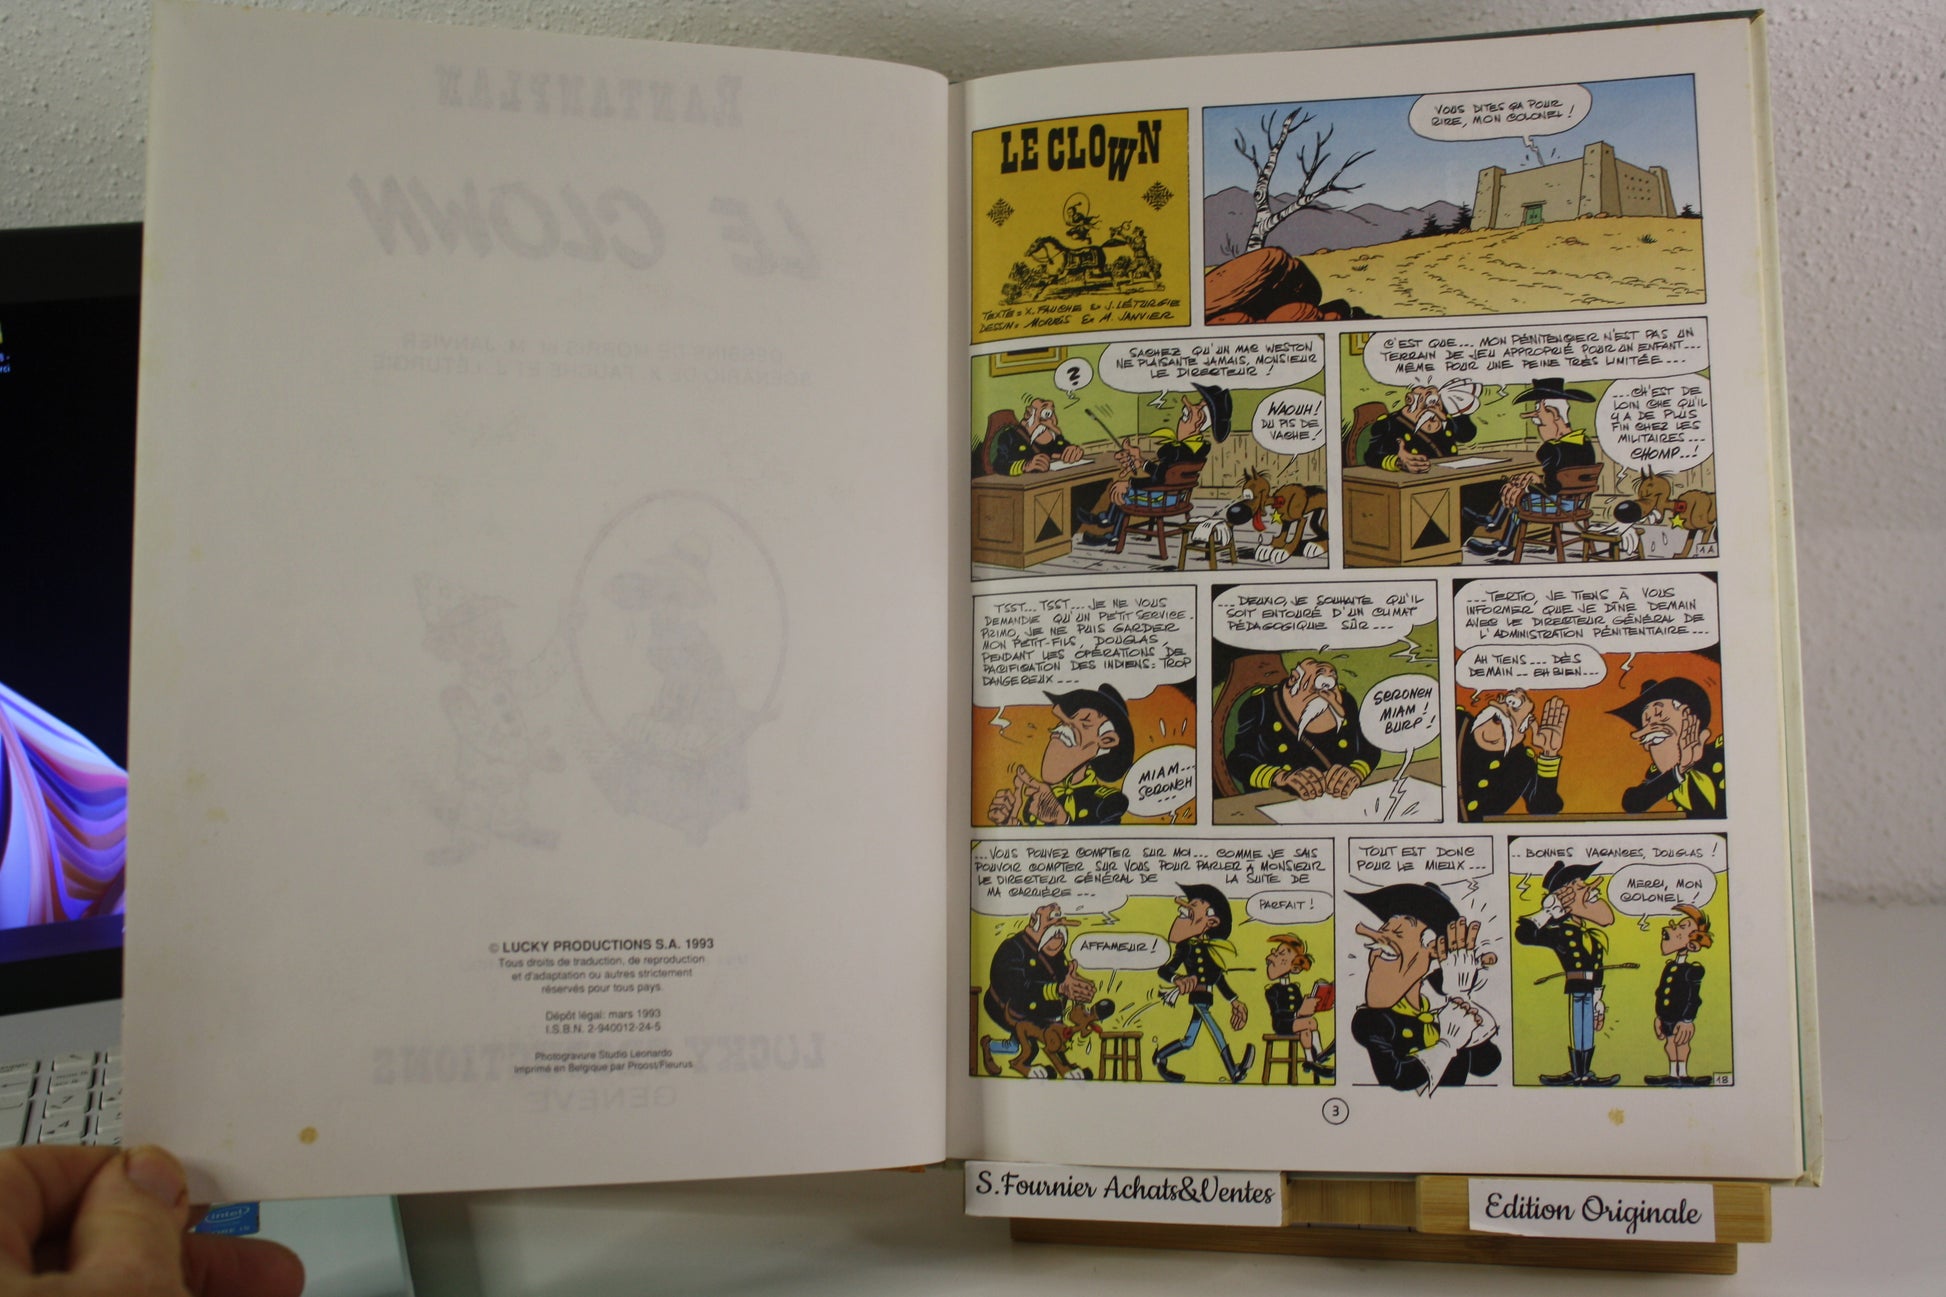 © LUCKY PRODUCTIONS S.A. 1993
Tous droits de traduction, de reproduction
et d'adaptation ou autres strictement
réservés pour tous pays.
Dépôt légal: mars 1993
I.S.B.N. 2-940012-24-5
Photogravure Studio Leonardo
Imprimé en Belgique par Proost/Fleurus
RANTANPLAN
LE CLOWN
DESSINS DE MORRIS ET M. JANVIER
SCÉNARIO DE X. FAUCHE ET J. LÉTURGIE
LUCKY PRODUCTIONS
GENÈVE
intel
LE CLOWN
TEXTE = X. FAUCHE & J. LÉTURGIE
DESSIN = MORRIS & M. JANVIER
VOUS DITES ÇA POUR
RIRE, MON COLONEL !
?
SACHEZ QU'UN MAC WESTON
NE PLAISANTE JAMAIS, MONSIEUR
LE DIRECTEUR !
WAOUH !
DU PIS DE
VACHE !
C'EST QUE... MON PÉNITENCIER N'EST PAS UN
TERRAIN DE JEU APPROPRIÉ POUR UN ENFANT...
MÊME POUR UNE PEINE TRÈS LIMITÉE...
...CH'EST DE
LOIN CHE QU'IL
Y A DE PLUS
FIN CHEZ LES
MILITAIRES...
CHOMP...!
1A
TSST... TSST... JE NE VOUS
DEMANDE QU'UN PETIT SERVICE.
PRIMO, JE NE PUIS GARDER
MON PETIT-FILS, DOUGLAS,
PENDANT LES OPÉRATIONS DE
PACIFICATION DES INDIENS : TROP
DANGEREUX...
MIAM...
SCRONCH
...
...DEUXIO, JE SOUHAITE QU'IL
SOIT ENTOURÉ D'UN CLIMAT
PÉDAGOGIQUE SÛR...
SCRONCH
MIAM !
BURP !
...TERTIO, JE TIENS À VOUS
INFORMER QUE JE DÎNE DEMAIN
AVEC LE DIRECTEUR GÉNÉRAL DE
L'ADMINISTRATION PÉNITENTIAIRE...
AH TIENS... DÈS
DEMAIN... EH BIEN...
...VOUS POUVEZ COMPTER SUR MOI... COMME JE SAIS
POUVOIR COMPTER SUR VOUS POUR PARLER À MONSIEUR
LE DIRECTEUR GÉNÉRAL DE LA SUITE DE
MA CARRIÈRE...
PARFAIT !
AFFAMEUR !
TOUT EST DONC
POUR LE MIEUX...
...BONNES VACANCES, DOUGLAS !
MERCI, MON
COLONEL !
1B
3
S.Fournier Achats&Ventes
Edition Originale